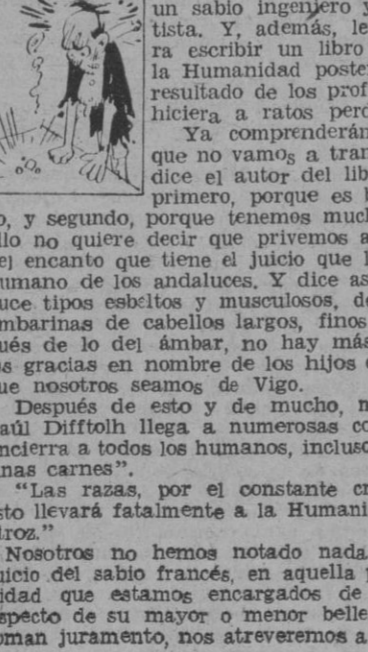 un sabio ingeniero y
tista. Y, además, le
ra escribir un libro
la Humanidad poste
resultado de los prof
hiciera a ratos perd
Ya comprenderán
que no vamos a tran
dice el autor del lib
primero, porque es
o, y segundo, porque tenemos much
llo no quiere decir que privemos a
el encanto que tiene el juicio que
umano de los andaluces. Y dice as
uce tipos esbeltos y musculosos, de
mbarinas de cabellos largos, finos
ués de lo del ámbar, no hay más
s gracias en nombre de los hijos
ue nosotros seamos de Vigo.
Después de esto y de mucho,
aúl Difftolh llega a numerosas co
ncierra a todos los humanos, incluso
nas carnes”.
“Las razas, por el constante cr
sto llevará fatalmente a la Humani
troz.”
Nosotros no hemos notado nada
uicio del sabio francés, en aquella
idad que estamos encargados de
specto de su mayor o menor belle
oman juramento, nos atreveremos a